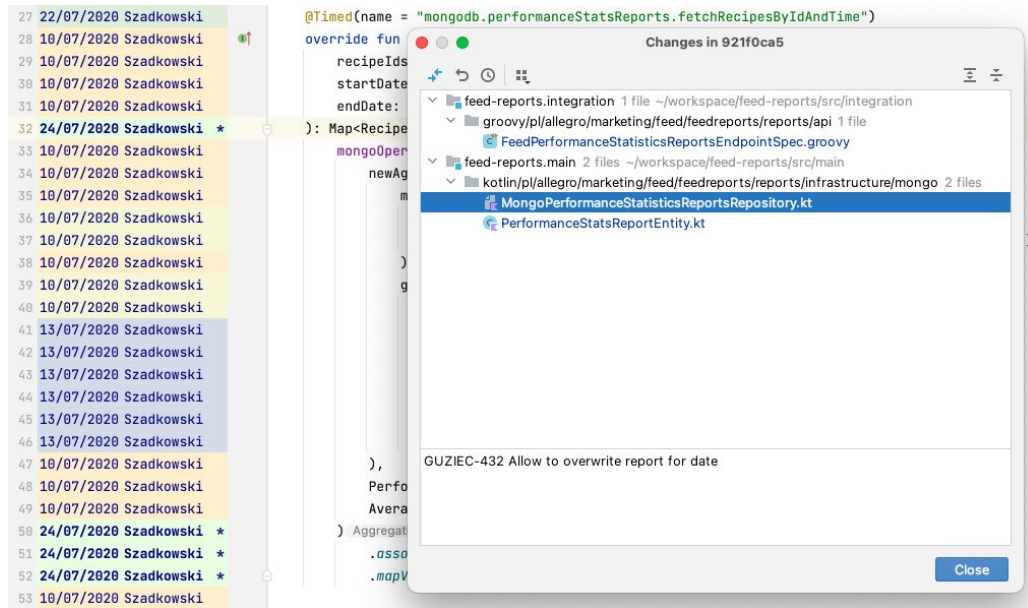 27 22/07/2020 Szadkowski @Timed(name = "mongodb.performanceStatsReports.fetchRecipesByIdAndTime")
28 10/07/2020 Szadkowski override fun
29 10/07/2020 Szadkowski recipeIds
30 10/07/2020 Szadkowski startDate
31 10/07/2020 Szadkowski endDate:
32 24/07/2020 Szadkowski * ): Map<Recipe
33 10/07/2020 Szadkowski mongoOper
34 10/07/2020 Szadkowski newAg
35 10/07/2020 Szadkowski m
36 10/07/2020 Szadkowski
37 10/07/2020 Szadkowski
38 10/07/2020 Szadkowski )
39 10/07/2020 Szadkowski g
40 10/07/2020 Szadkowski
41 13/07/2020 Szadkowski
42 13/07/2020 Szadkowski
43 13/07/2020 Szadkowski
44 13/07/2020 Szadkowski
45 13/07/2020 Szadkowski
46 13/07/2020 Szadkowski
47 10/07/2020 Szadkowski ),
48 10/07/2020 Szadkowski Perfo
49 10/07/2020 Szadkowski Avera
50 24/07/2020 Szadkowski * ) Aggregat
51 24/07/2020 Szadkowski * .asso
52 24/07/2020 Szadkowski * .mapV
53 10/07/2020 Szadkowski
Changes in 921f0ca5
feed-reports.integration 1 file ~/workspace/feed-reports/src/integration
groovy/pl/allegro/marketing/feed/feedreports/reports/api 1 file
FeedPerformanceStatisticsReportsEndpointSpec.groovy
feed-reports.main 2 files ~/workspace/feed-reports/src/main
kotlin/pl/allegro/marketing/feed/feedreports/reports/infrastructure/mongo 2 files
MongoPerformanceStatisticsReportsRepository.kt
PerformanceStatsReportEntity.kt
GUZIEC-432 Allow to overwrite report for date
Close